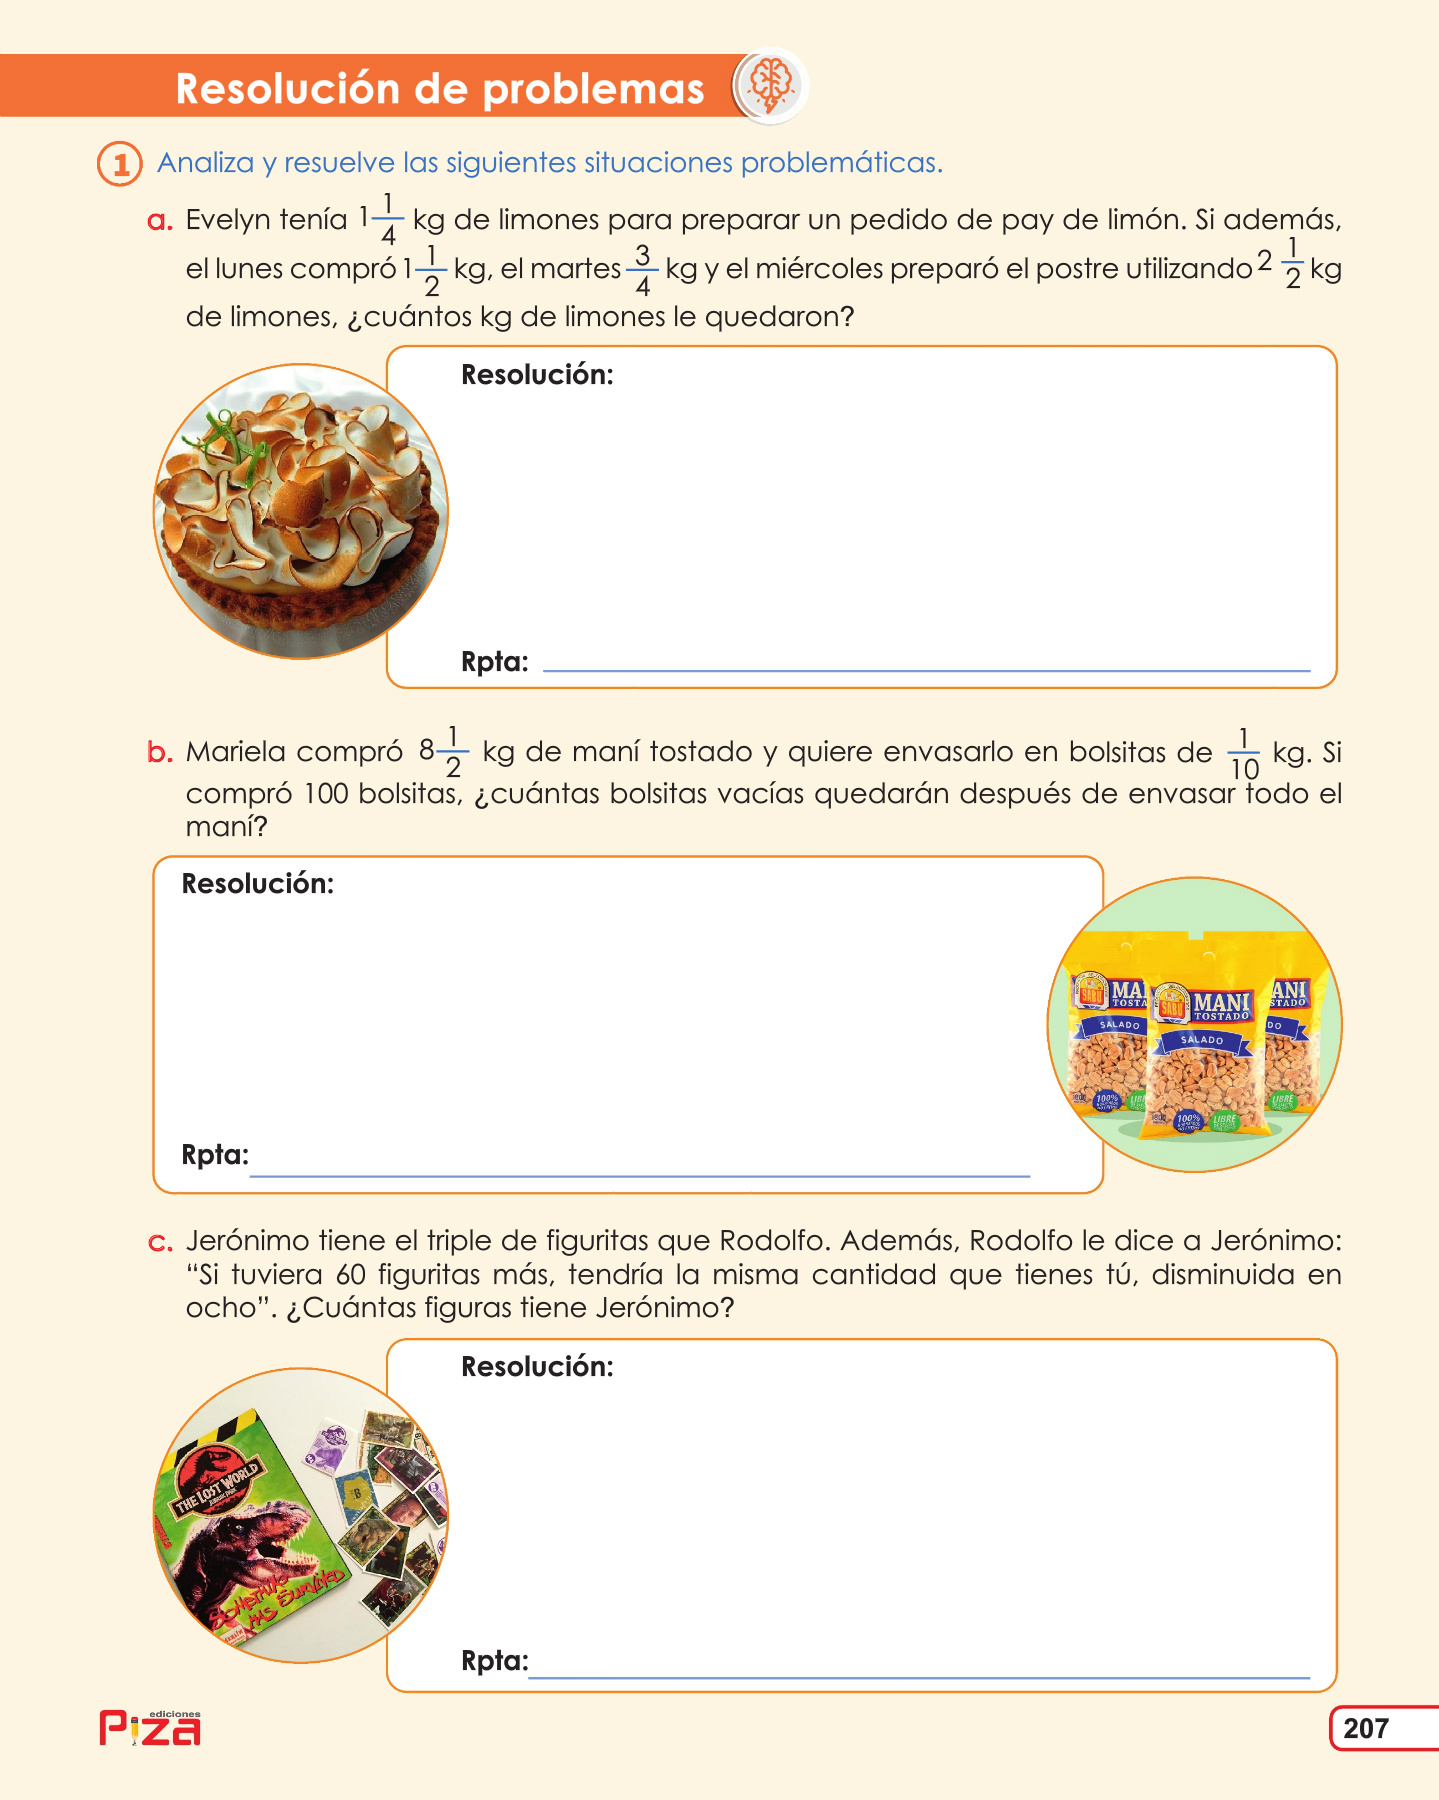 Resolución de problemas
1 Analiza y resuelve las siguientes situaciones problemáticas.
a. Evelyn tenía 1 1/4 kg de limones para preparar un pedido de pay de limón. Si además,
el lunes compró 1 1/2 kg, el martes 3/4 kg y el miércoles preparó el postre utilizando 2 1/2 kg
de limones, ¿cuántos kg de limones le quedaron?
Resolución:
Rpta:
b. Mariela compró 8 1/2 kg de maní tostado y quiere envasarlo en bolsitas de 1/10 kg. Si
compró 100 bolsitas, ¿cuántas bolsitas vacías quedarán después de envasar todo el
maní?
Resolución:
SABÚ
MANI
TOSTADO
SALADO
100%
LIBRE
Rpta:
c. Jerónimo tiene el triple de figuritas que Rodolfo. Además, Rodolfo le dice a Jerónimo:
“Si tuviera 60 figuritas más, tendría la misma cantidad que tienes tú, disminuida en
ocho”. ¿Cuántas figuras tiene Jerónimo?
Resolución:
THE LOST WORLD
JURASSIC PARK
SOMETHING
HAS SURVIVED
Rpta:
ediciones
Piza
207